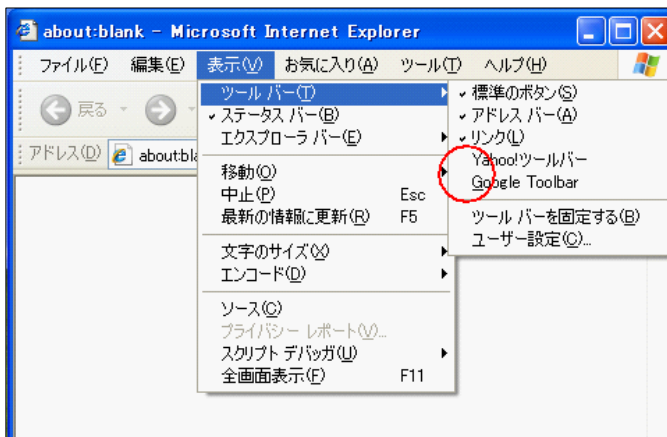 about:blank - Microsoft Internet Explorer
ファイル(F) 編集(E) 表示(V) お気に入り(A) ツール(T) ヘルプ(H)
戻る
アドレス(D) about:bla
ツール バー(T)
ステータス バー(B)
エクスプローラ バー(E)
移動(O)
中止(P) Esc
最新の情報に更新(R) F5
文字のサイズ(X)
エンコード(D)
ソース(C)
プライバシー レポート(V)...
スクリプト デバッガ(U)
全画面表示(F) F11
標準のボタン(S)
アドレス バー(A)
リンク(L)
Yahoo!ツールバー
Google Toolbar
ツール バーを固定する(B)
ユーザー設定(C)...